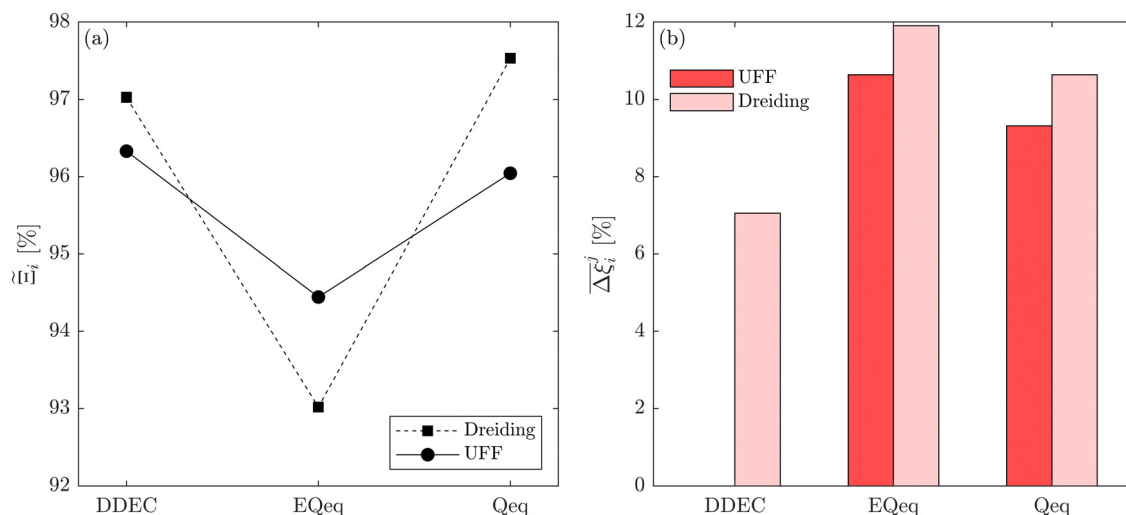 (a)
98
97
96
95
94
93
92
Ξ̃ᵢ [%]
DDEC
EQeq
Qeq
Dreiding
UFF
(b)
12
10
8
6
4
2
0
Δ̅ξ̅ᵢʲ [%]
UFF
Dreiding
DDEC
EQeq
Qeq